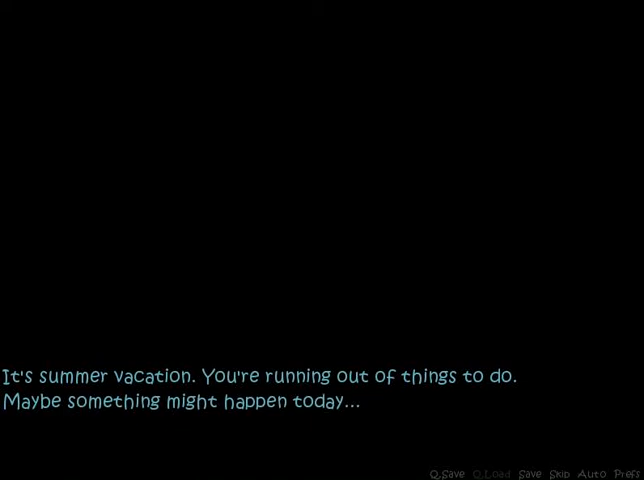 It's summer vacation. You're running out of things to do.
Maybe something might happen today...
Q.Save Q.Load Save Skip Auto Prefs